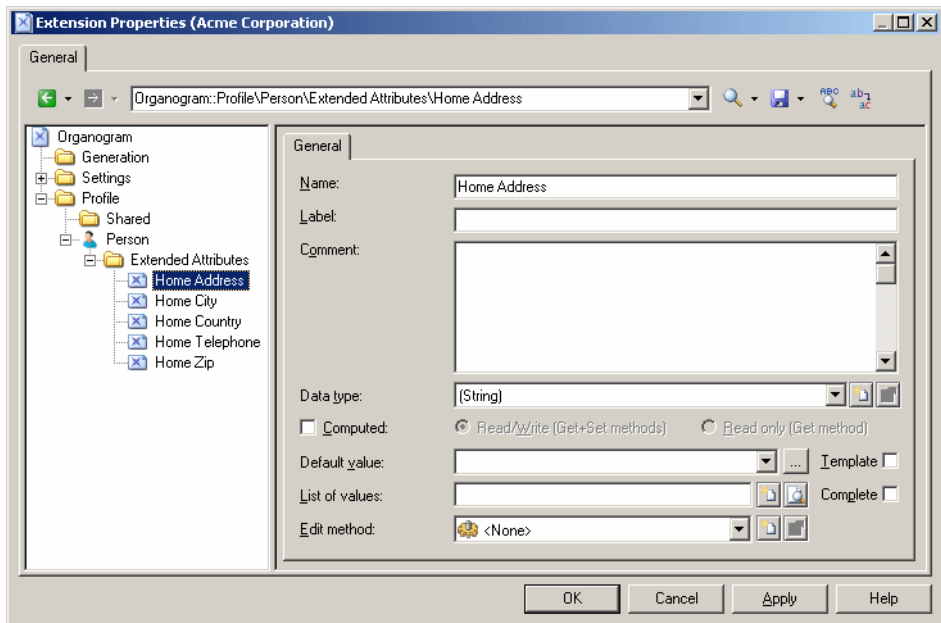 Extension Properties (Acme Corporation)
General
Organogram::Profile\Person\Extended Attributes\Home Address
ABC
ab
ac
Organogram
Generation
Settings
Profile
Shared
Person
Extended Attributes
Home Address
Home City
Home Country
Home Telephone
Home Zip
General
Name: Home Address
Label:
Comment:
Data type: (String)
Computed: Read/Write (Get+Set methods) Read only (Get method)
Default value: ... Template
List of values: Complete
Edit method: <None>
OK Cancel Apply Help